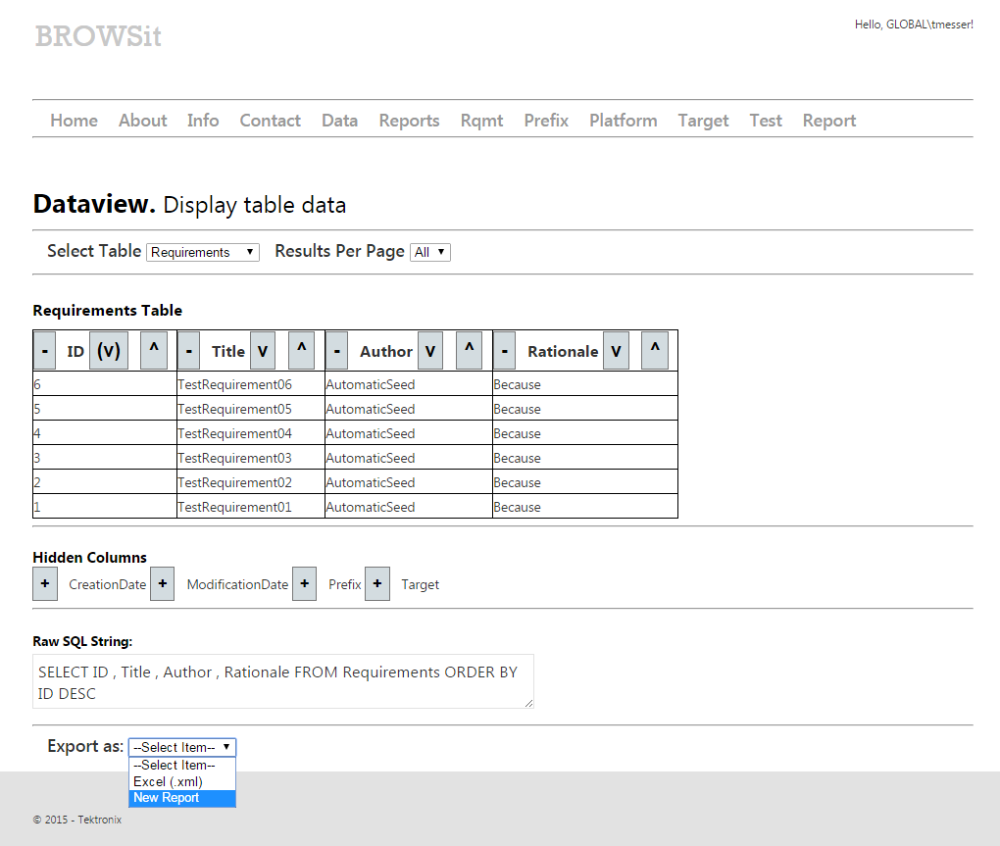 BROWSit
Hello, GLOBAL\tmesser!
Home About Info Contact Data Reports Rqmt Prefix Platform Target Test Report
Dataview. Display table data
Select Table Requirements ▼ Results Per Page All ▼
Requirements Table
- ID (V) ^ - Title V ^ - Author V ^ - Rationale V ^
6 TestRequirement06 AutomaticSeed Because
5 TestRequirement05 AutomaticSeed Because
4 TestRequirement04 AutomaticSeed Because
3 TestRequirement03 AutomaticSeed Because
2 TestRequirement02 AutomaticSeed Because
1 TestRequirement01 AutomaticSeed Because
Hidden Columns
+ CreationDate + ModificationDate + Prefix + Target
Raw SQL String:
SELECT ID , Title , Author , Rationale FROM Requirements ORDER BY
ID DESC
Export as: --Select Item-- ▼
--Select Item--
Excel (.xml)
New Report
© 2015 - Tektronix